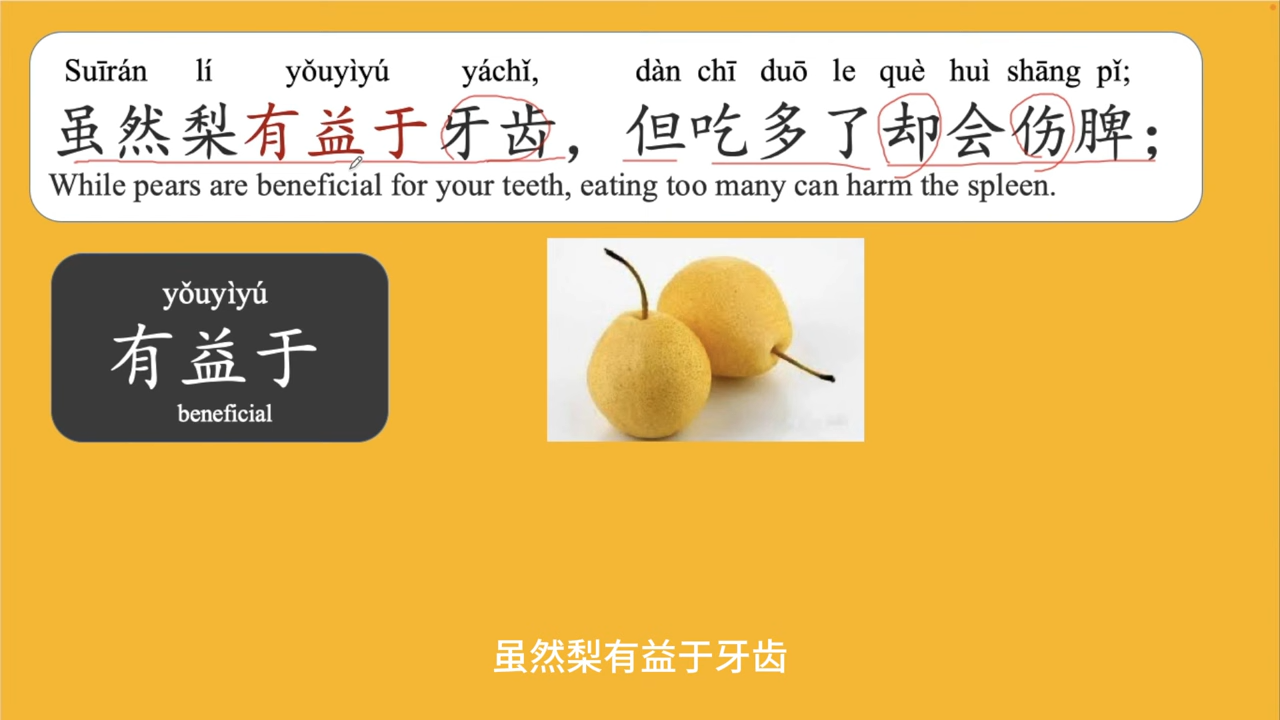 Suīrán lí yǒuyìyú yáchǐ, dàn chī duō le què huì shāng pǐ;
虽然梨有益于牙齿，但吃多了却会伤脾；
While pears are beneficial for your teeth, eating too many can harm the spleen.
yǒuyìyú
有益于
beneficial
虽然梨有益于牙齿